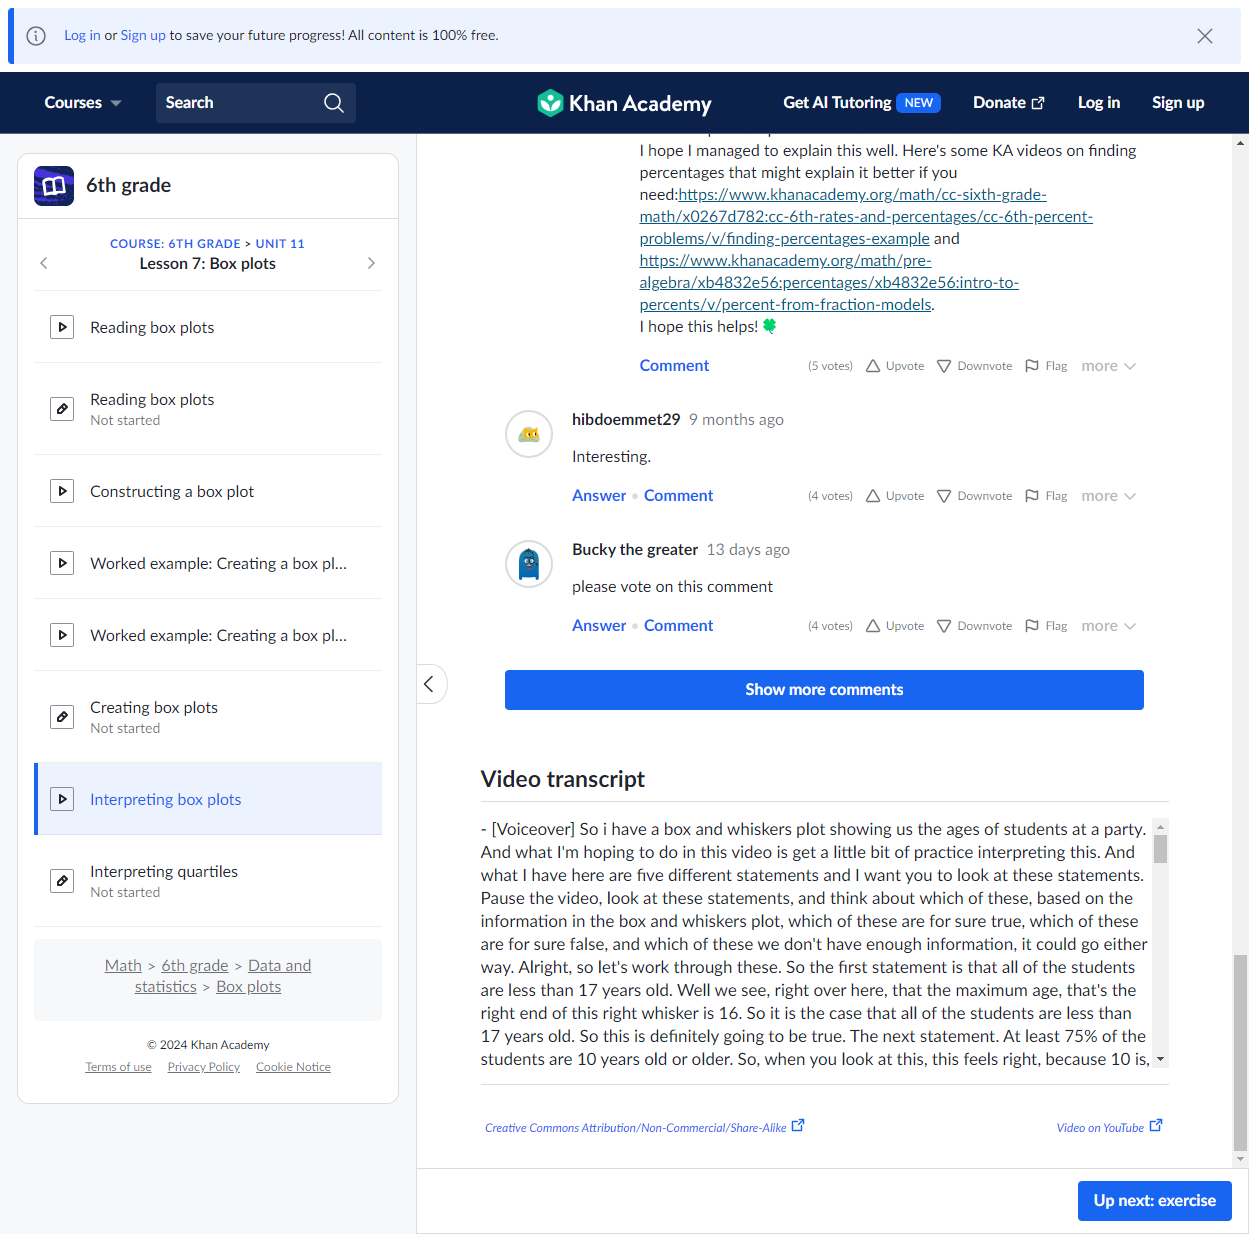 Log in or Sign up to save your future progress! All content is 100% free.
Courses
Search
Khan Academy
Get AI Tutoring NEW
Donate
Log in
Sign up
6th grade
COURSE: 6TH GRADE > UNIT 11
Lesson 7: Box plots
Reading box plots
Reading box plots
Not started
Constructing a box plot
Worked example: Creating a box pl...
Worked example: Creating a box pl...
Creating box plots
Not started
Interpreting box plots
Interpreting quartiles
Not started
Math > 6th grade > Data and
statistics > Box plots
© 2024 Khan Academy
Terms of use Privacy Policy Cookie Notice
I hope I managed to explain this well. Here's some KA videos on finding
percentages that might explain it better if you
need:https://www.khanacademy.org/math/cc-sixth-grade-
math/x0267d782:cc-6th-rates-and-percentages/cc-6th-percent-
problems/v/finding-percentages-example and
https://www.khanacademy.org/math/pre-
algebra/xb4832e56:percentages/xb4832e56:intro-to-
percents/v/percent-from-fraction-models.
I hope this helps! 🍀
Comment (5 votes) Upvote Downvote Flag more
hibdoemmet29 9 months ago
Interesting.
Answer • Comment (4 votes) Upvote Downvote Flag more
Bucky the greater 13 days ago
please vote on this comment
Answer • Comment (4 votes) Upvote Downvote Flag more
Show more comments
Video transcript
- [Voiceover] So i have a box and whiskers plot showing us the ages of students at a party.
And what I'm hoping to do in this video is get a little bit of practice interpreting this. And
what I have here are five different statements and I want you to look at these statements.
Pause the video, look at these statements, and think about which of these, based on the
information in the box and whiskers plot, which of these are for sure true, which of these
are for sure false, and which of these we don't have enough information, it could go either
way. Alright, so let's work through these. So the first statement is that all of the students
are less than 17 years old. Well we see, right over here, that the maximum age, that's the
right end of this right whisker is 16. So it is the case that all of the students are less than
17 years old. So this is definitely going to be true. The next statement. At least 75% of the
students are 10 years old or older. So, when you look at this, this feels right, because 10 is,
Creative Commons Attribution/Non-Commercial/Share-Alike
Video on YouTube
Up next: exercise